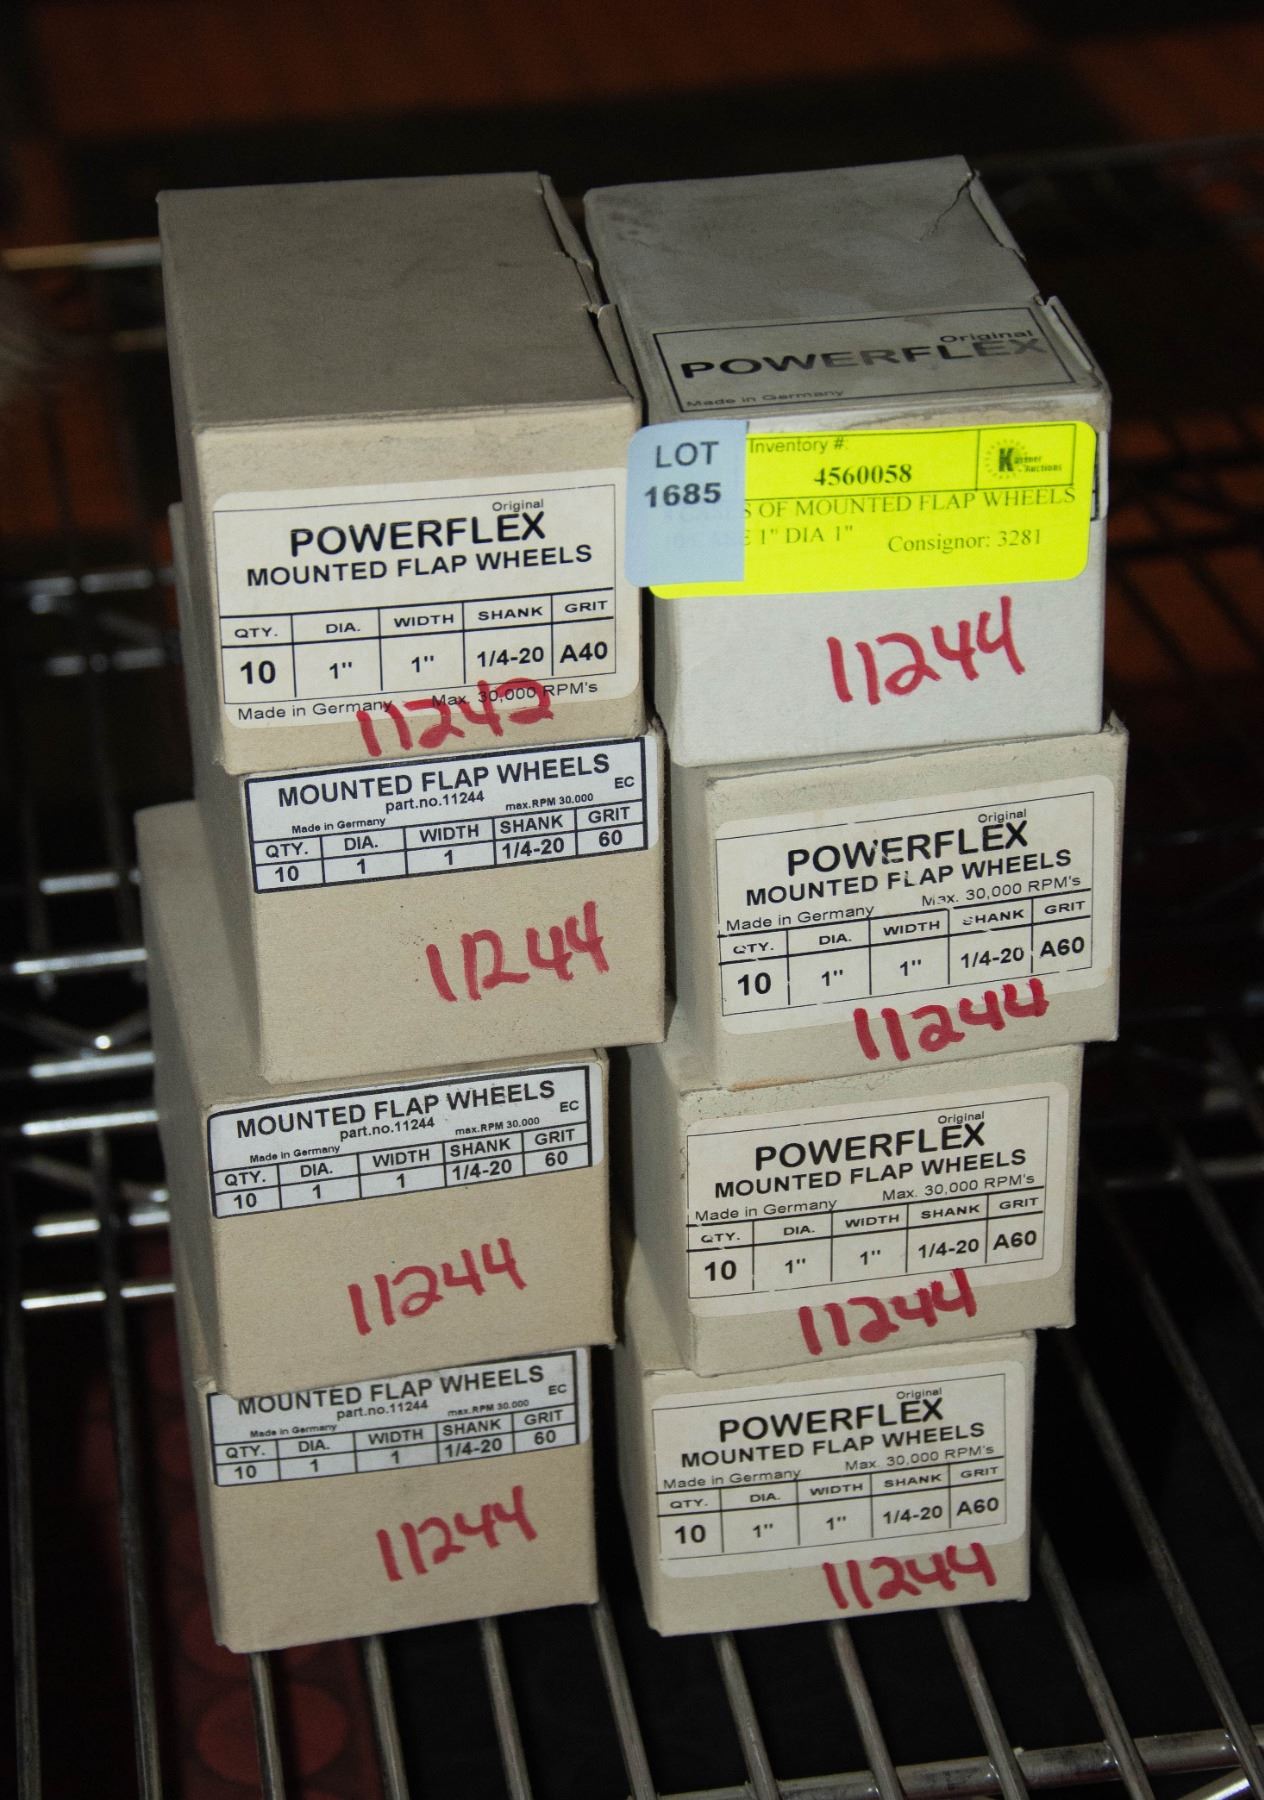 Original
POWERFLEX
MOUNTED FLAP WHEELS
QTY. DIA. WIDTH SHANK GRIT
10 1" 1" 1/4-20 A40
Made in Germany Max. 30,000 RPM's
11242
MOUNTED FLAP WHEELS
part.no.11244 EC
Made in Germany max.RPM 30.000
QTY. DIA. WIDTH SHANK GRIT
10 1 1 1/4-20 60
11244
MOUNTED FLAP WHEELS
part.no.11244 EC
Made in Germany max.RPM 30.000
QTY. DIA. WIDTH SHANK GRIT
10 1 1 1/4-20 60
11244
MOUNTED FLAP WHEELS
part.no.11244 EC
Made in Germany max.RPM 30.000
QTY. DIA. WIDTH SHANK GRIT
10 1 1 1/4-20 60
11244
Original
POWERFLEX
Made in Germany
LOT
1685
Inventory #:
4560058
Auctions
OF MOUNTED FLAP WHEELS
1" DIA 1"
Consignor: 3281
11244
Original
POWERFLEX
MOUNTED FLAP WHEELS
Made in Germany Max. 30,000 RPM's
QTY. DIA. WIDTH SHANK GRIT
10 1" 1" 1/4-20 A60
11244
Original
POWERFLEX
MOUNTED FLAP WHEELS
Made in Germany Max. 30,000 RPM's
QTY. DIA. WIDTH SHANK GRIT
10 1" 1" 1/4-20 A60
11244
Original
POWERFLEX
MOUNTED FLAP WHEELS
Made in Germany Max. 30,000 RPM's
QTY. DIA. WIDTH SHANK GRIT
10 1" 1" 1/4-20 A60
11244